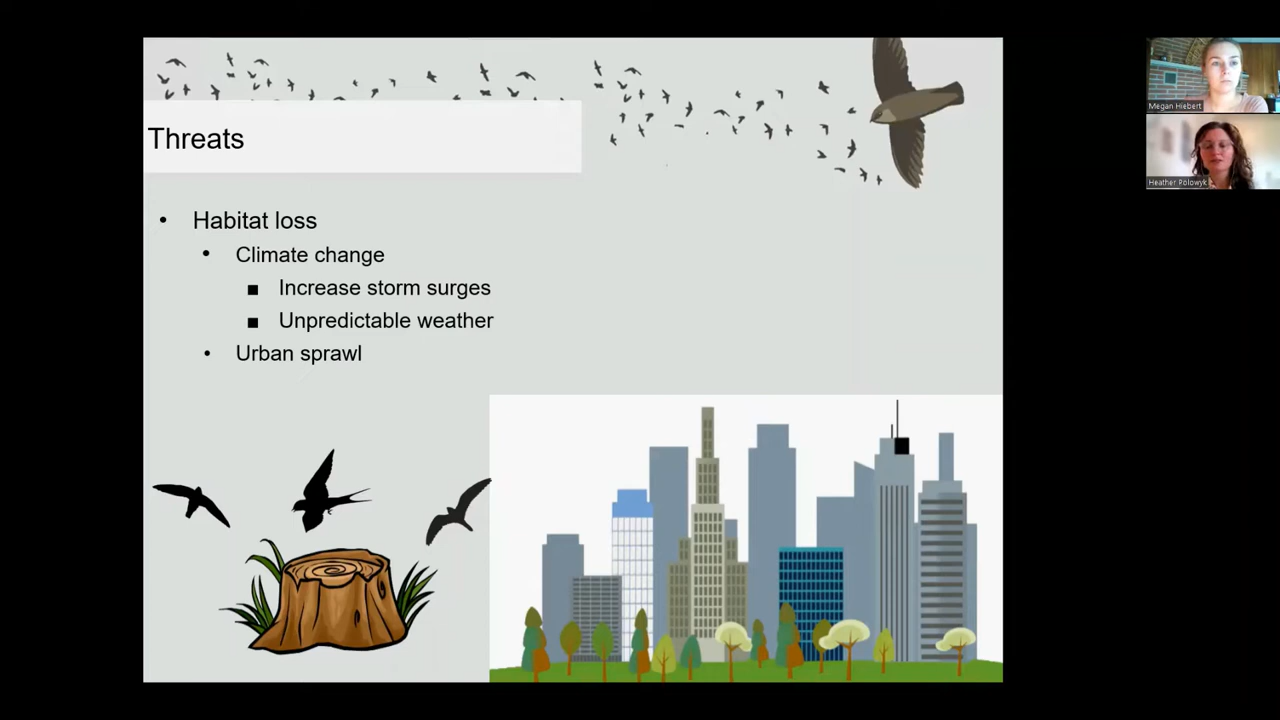 Threats
• Habitat loss
• Climate change
■ Increase storm surges
■ Unpredictable weather
• Urban sprawl
Megan Hiebert
Heather Polowyk